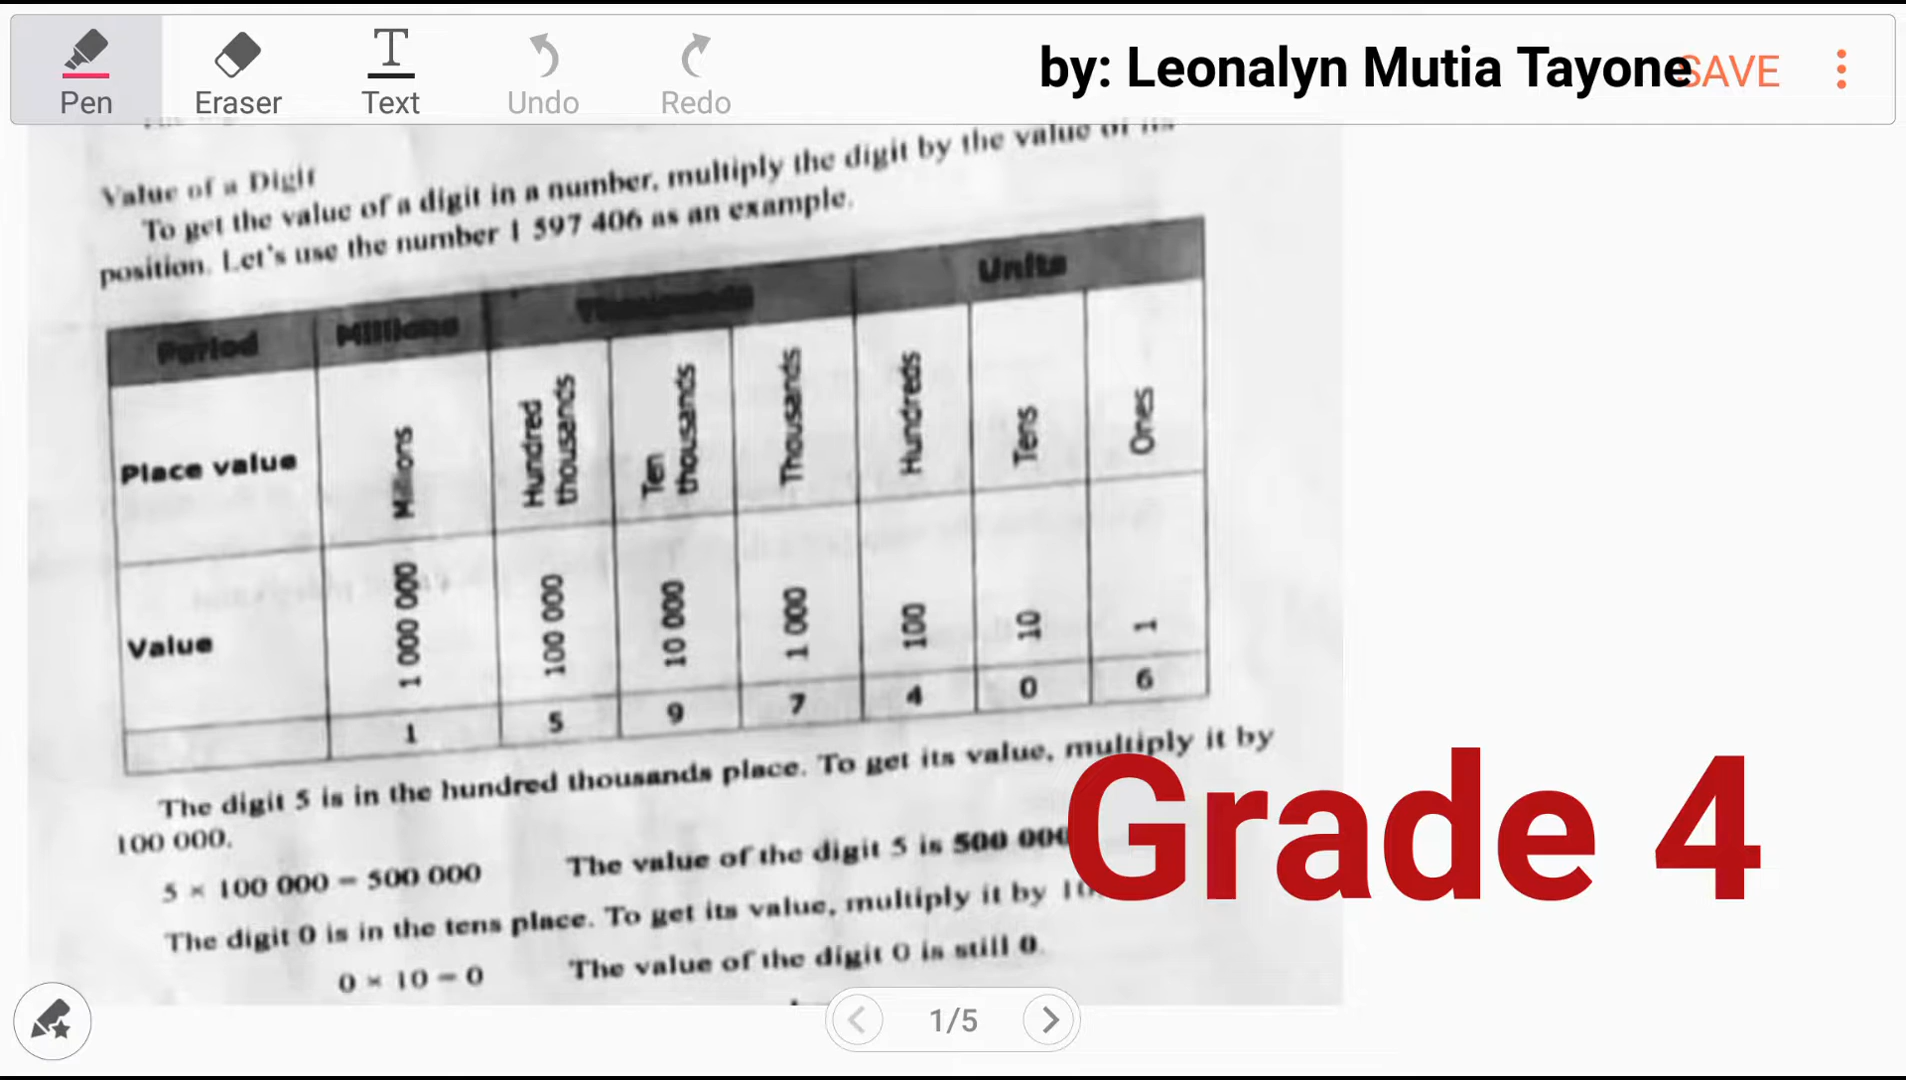 Pen
Eraser
Text
Undo
Redo
by: Leonalyn Mutia Tayone
SAVE
Value of a Digit
To get the value of a digit in a number, multiply the digit by the value of its
position. Let's use the number 1 597 406 as an example.
Period Millions Thousands Units
Place value Millions Hundred thousands Ten thousands Thousands Hundreds Tens Ones
Value 1 000 000 100 000 10 000 1 000 100 10 1
1 5 9 7 4 0 6
The digit 5 is in the hundred thousands place. To get its value, multiply it by
100 000.
5 × 100 000 = 500 000 The value of the digit 5 is 500 000
The digit 0 is in the tens place. To get its value, multiply it by
0 × 10 = 0 The value of the digit 0 is still 0.
Grade 4
1/5